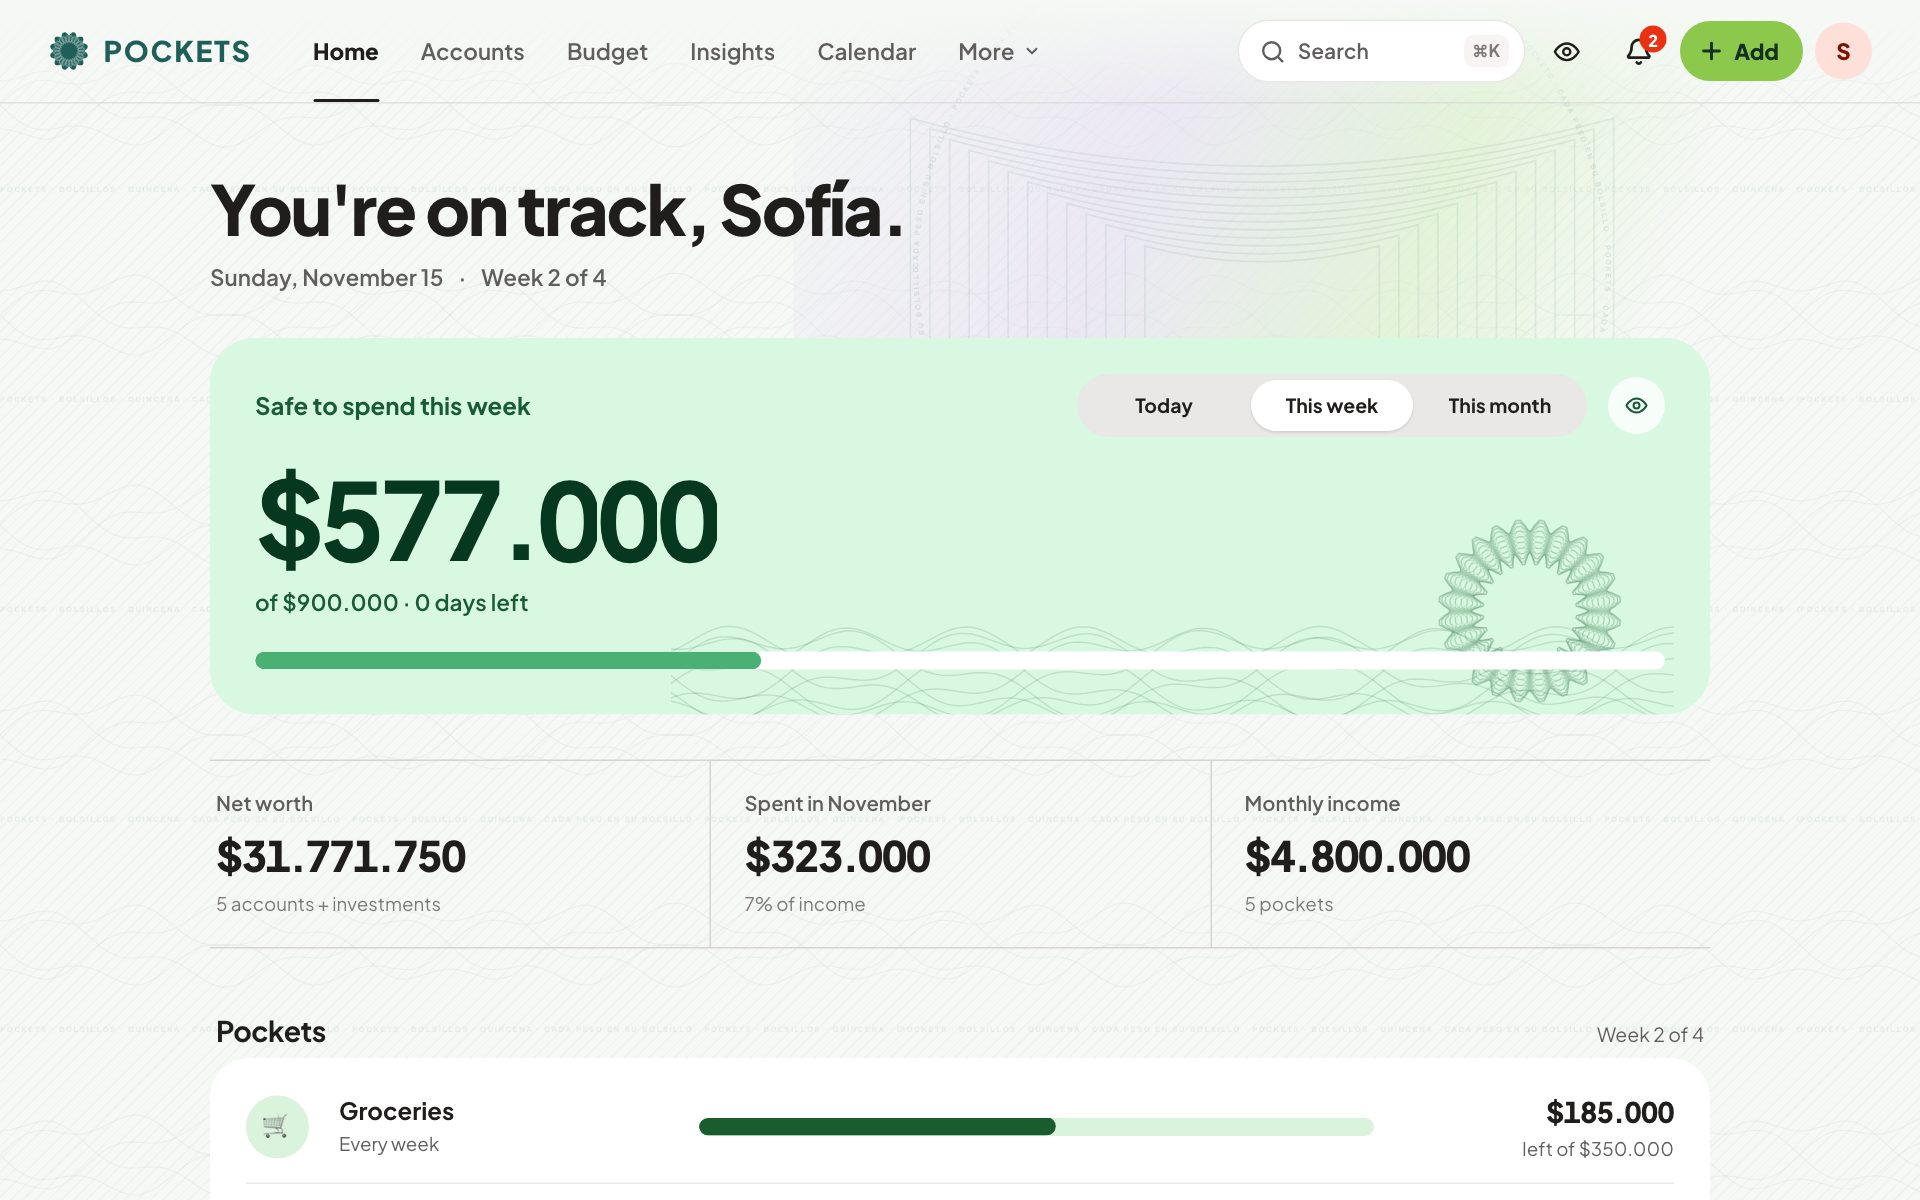 POCKETS
Home
Accounts
Budget
Insights
Calendar
More
Search
⌘K
2
+ Add
S
You're on track, Sofía.
Sunday, November 15 · Week 2 of 4
Safe to spend this week
Today
This week
This month
$577.000
of $900.000 · 0 days left
Net worth
$31.771.750
5 accounts + investments
Spent in November
$323.000
7% of income
Monthly income
$4.800.000
5 pockets
Pockets
Week 2 of 4
Groceries
Every week
$185.000
left of $350.000